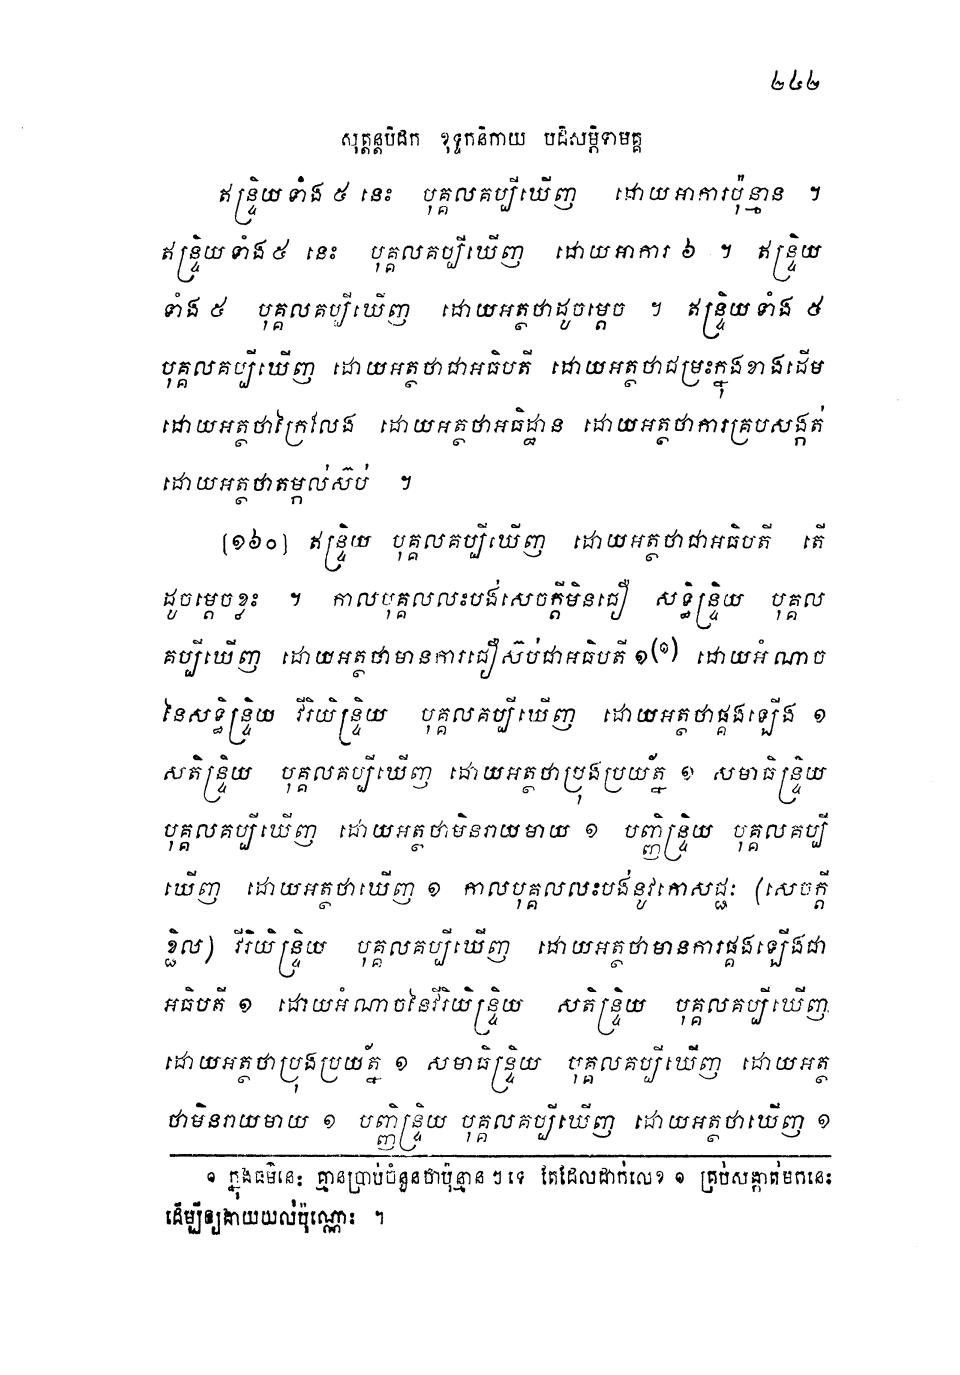 ២៤២
សុត្តន្តបិដក ខុទ្ទកនិកាយ បដិសម្ភិទាមគ្គ
ឥន្ទ្រិយទាំង ៥ នេះ បុគ្គលគប្បីឃើញ ដោយអាការប៉ុន្មាន ។
ឥន្ទ្រិយទាំង ៥ នេះ បុគ្គលគប្បីឃើញ ដោយអាការ ៦ ។ ឥន្ទ្រិយ
ទាំង ៥ បុគ្គលគប្បីឃើញ ដោយអត្ថថាដូចម្តេច ។ ឥន្ទ្រិយទាំង ៥
បុគ្គលគប្បីឃើញ ដោយអត្ថថាជាអធិបតី ដោយអត្ថថាជម្រះក្នុងខាងដើម
ដោយអត្ថថាក្រៃលែង ដោយអត្ថថាអធិដ្ឋាន ដោយអត្ថថាការគ្របសង្កត់
ដោយអត្ថថាតម្កល់ស៊ប់ ។
[១៦០] ឥន្ទ្រិយ បុគ្គលគប្បីឃើញ ដោយអត្ថថាជាអធិបតី តើ
ដូចម្តេចខ្លះ ។ កាលបុគ្គលលះបង់សេចក្តីមិនជឿ សទ្ធិន្ទ្រិយ បុគ្គល
គប្បីឃើញ ដោយអត្ថថាមានការជឿស៊ប់ជាអធិបតី ១(១) ដោយអំណាច
នៃសទ្ធិន្ទ្រិយ វីរិយិន្ទ្រិយ បុគ្គលគប្បីឃើញ ដោយអត្ថថាផ្គងឡើង ១
សតិន្ទ្រិយ បុគ្គលគប្បីឃើញ ដោយអត្ថថាប្រុងប្រយ័ត្ន ១ សមាធិន្ទ្រិយ
បុគ្គលគប្បីឃើញ ដោយអត្ថថាមិនរាយមាយ ១ បញ្ញិន្ទ្រិយ បុគ្គលគប្បី
ឃើញ ដោយអត្ថថាឃើញ ១ កាលបុគ្គលលះបង់នូវកោសជ្ជៈ (សេចក្តី
ខ្ជិល) វីរិយិន្ទ្រិយ បុគ្គលគប្បីឃើញ ដោយអត្ថថាមានការផ្គងឡើងជា
អធិបតី ១ ដោយអំណាចនៃវីរិយិន្ទ្រិយ សតិន្ទ្រិយ បុគ្គលគប្បីឃើញ
ដោយអត្ថថាប្រុងប្រយ័ត្ន ១ សមាធិន្ទ្រិយ បុគ្គលគប្បីឃើញ ដោយអត្ថ
ថាមិនរាយមាយ ១ បញ្ញិន្ទ្រិយ បុគ្គលគប្បីឃើញ ដោយអត្ថថាឃើញ ១
១ ក្នុងធម៌នេះ គ្មានប្រាប់ចំនួនថាប៉ុន្មាន ៗ ទេ តែដែលដាក់លេខ ១ គ្រប់សង្កាត់មកនេះ
ដើម្បីឲ្យងាយយល់ប៉ុណ្ណោះ ។